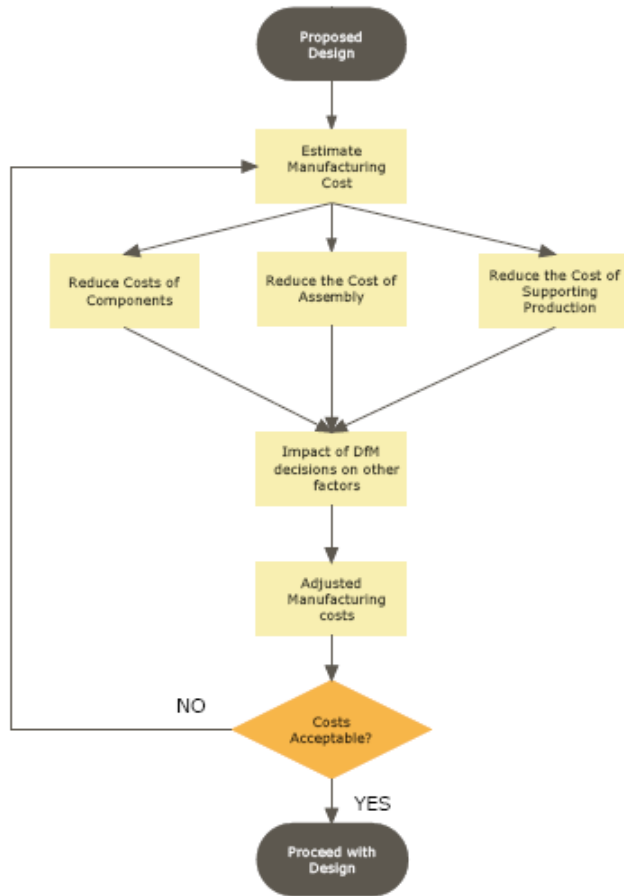 Proposed
Design
Estimate
Manufacturing
Cost
Reduce Costs of
Components
Reduce the Cost of
Assembly
Reduce the Cost of
Supporting
Production
Impact of DfM
decisions on other
factors
Adjusted
Manufacturing
costs
NO
Costs
Acceptable?
YES
Proceed with
Design